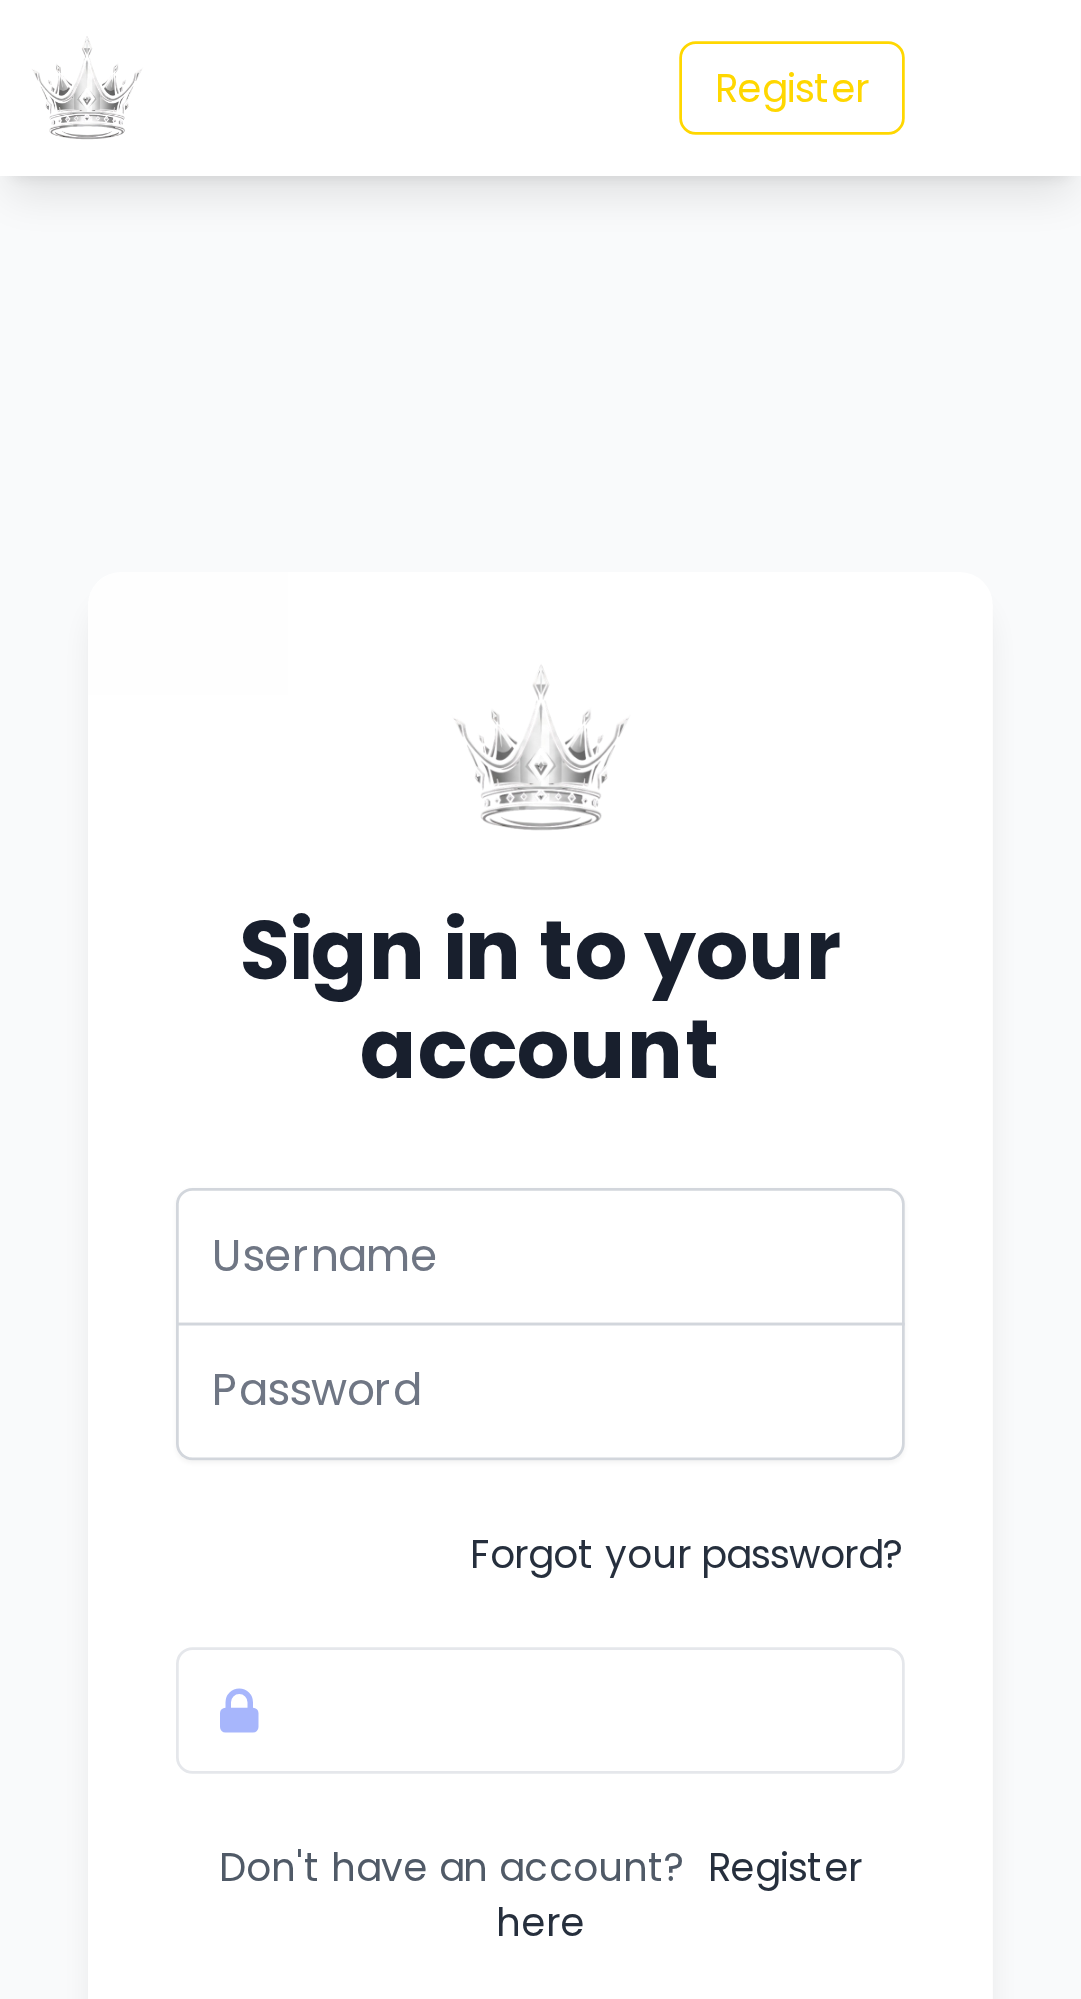 Register
Sign in to your
account
Username
Password
Forgot your password?
Don't have an account? Register
here